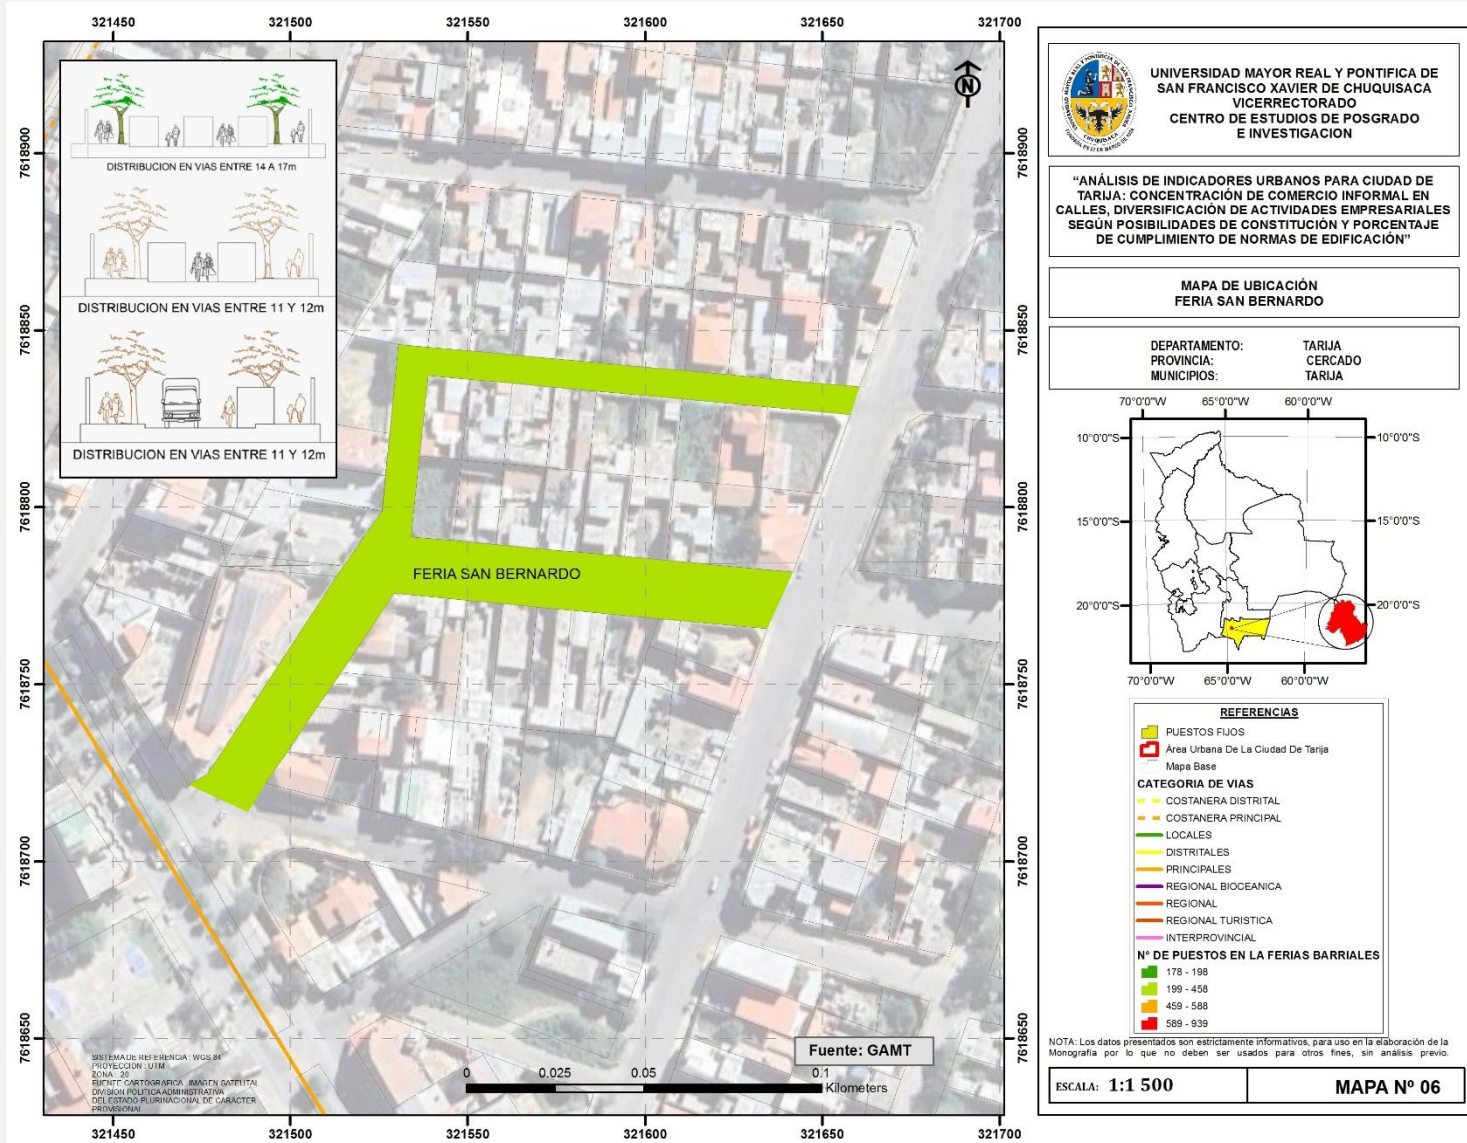 321450 321500 321550 321600 321650 321700
7618900
7618850
7618800
7618750
7618700
7618650
DISTRIBUCION EN VIAS ENTRE 14 A 17m
DISTRIBUCION EN VIAS ENTRE 11 Y 12m
DISTRIBUCION EN VIAS ENTRE 11 Y 12m
N
FERIA SAN BERNARDO
SISTEMA DE REFERENCIA : WGS 84
PROYECCION : UTM
ZONA : 20
FUENTE CARTOGRAFICA : IMAGEN SATELITAL
DIVISION POLITICA ADMINISTRATIVA
DEL ESTADO PLURINACIONAL DE CARACTER
PROVISIONAL
Fuente: GAMT
0 0.025 0.05 0.1
Kilometers
7618900
7618850
7618800
7618750
7618700
7618650
321450 321500 321550 321600 321650 321700
UNIVERSIDAD MAYOR REAL Y PONTIFICA DE
SAN FRANCISCO XAVIER DE CHUQUISACA
VICERRECTORADO
CENTRO DE ESTUDIOS DE POSGRADO
E INVESTIGACION
“ANÁLISIS DE INDICADORES URBANOS PARA CIUDAD DE
TARIJA: CONCENTRACIÓN DE COMERCIO INFORMAL EN
CALLES, DIVERSIFICACIÓN DE ACTIVIDADES EMPRESARIALES
SEGÚN POSIBILIDADES DE CONSTITUCIÓN Y PORCENTAJE
DE CUMPLIMIENTO DE NORMAS DE EDIFICACIÓN”
MAPA DE UBICACIÓN
FERIA SAN BERNARDO
DEPARTAMENTO: TARIJA
PROVINCIA: CERCADO
MUNICIPIOS: TARIJA
70°0'0"W 65°0'0"W 60°0'0"W
10°0'0"S 10°0'0"S
15°0'0"S 15°0'0"S
20°0'0"S 20°0'0"S
70°0'0"W 65°0'0"W 60°0'0"W
REFERENCIAS
PUESTOS FIJOS
Área Urbana De La Ciudad De Tarija
Mapa Base
CATEGORIA DE VIAS
COSTANERA DISTRITAL
COSTANERA PRINCIPAL
LOCALES
DISTRITALES
PRINCIPALES
REGIONAL BIOCEANICA
REGIONAL
REGIONAL TURISTICA
INTERPROVINCIAL
Nº DE PUESTOS EN LA FERIAS BARRIALES
178 - 198
199 - 458
459 - 588
589 - 939
NOTA: Los datos presentados son estrictamente informativos, para uso en la elaboración de la
Monografía por lo que no deben ser usados para otros fines, sin análisis previo.
ESCALA: 1:1 500
MAPA Nº 06